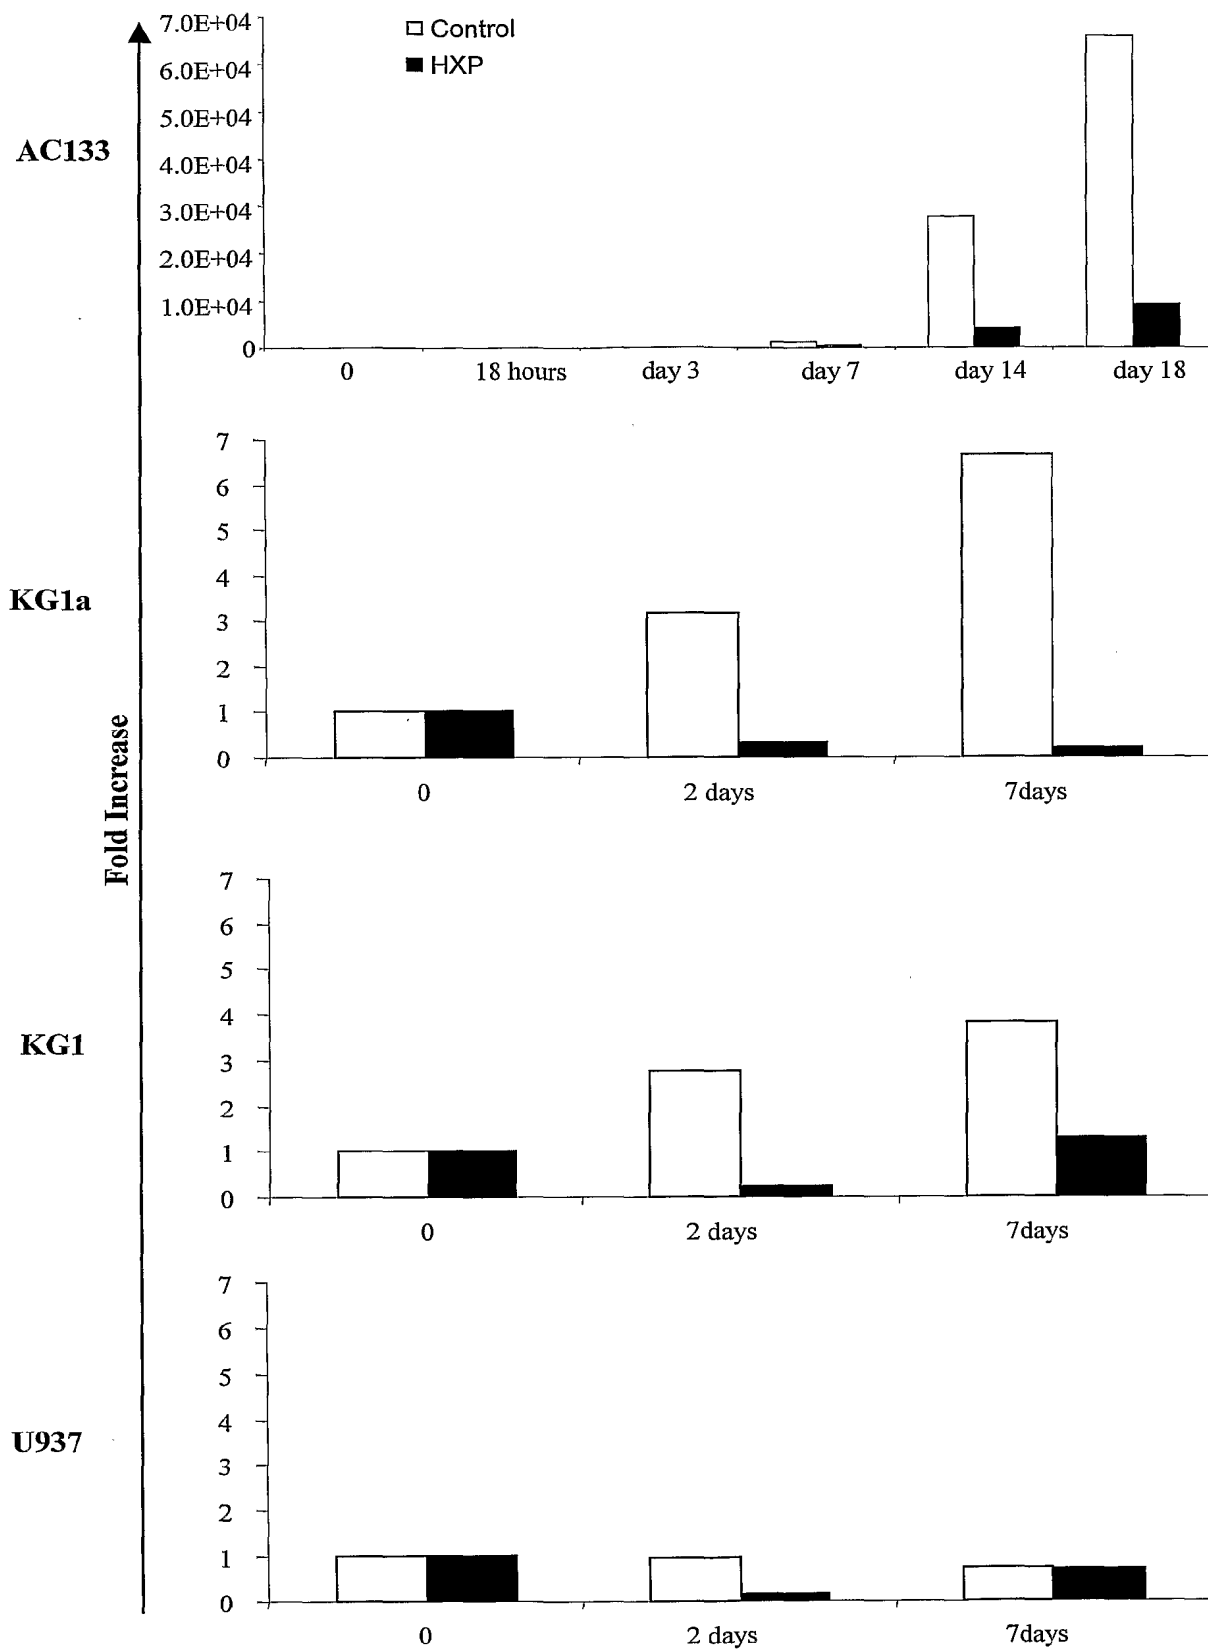 Fold Increase
AC133
7.0E+04
6.0E+04
5.0E+04
4.0E+04
3.0E+04
2.0E+04
1.0E+04
0
Control
HXP
0 18 hours day 3 day 7 day 14 day 18
KG1a
7
6
5
4
3
2
1
0
0 2 days 7days
KG1
7
6
5
4
3
2
1
0
0 2 days 7days
U937
7
6
5
4
3
2
1
0
0 2 days 7days